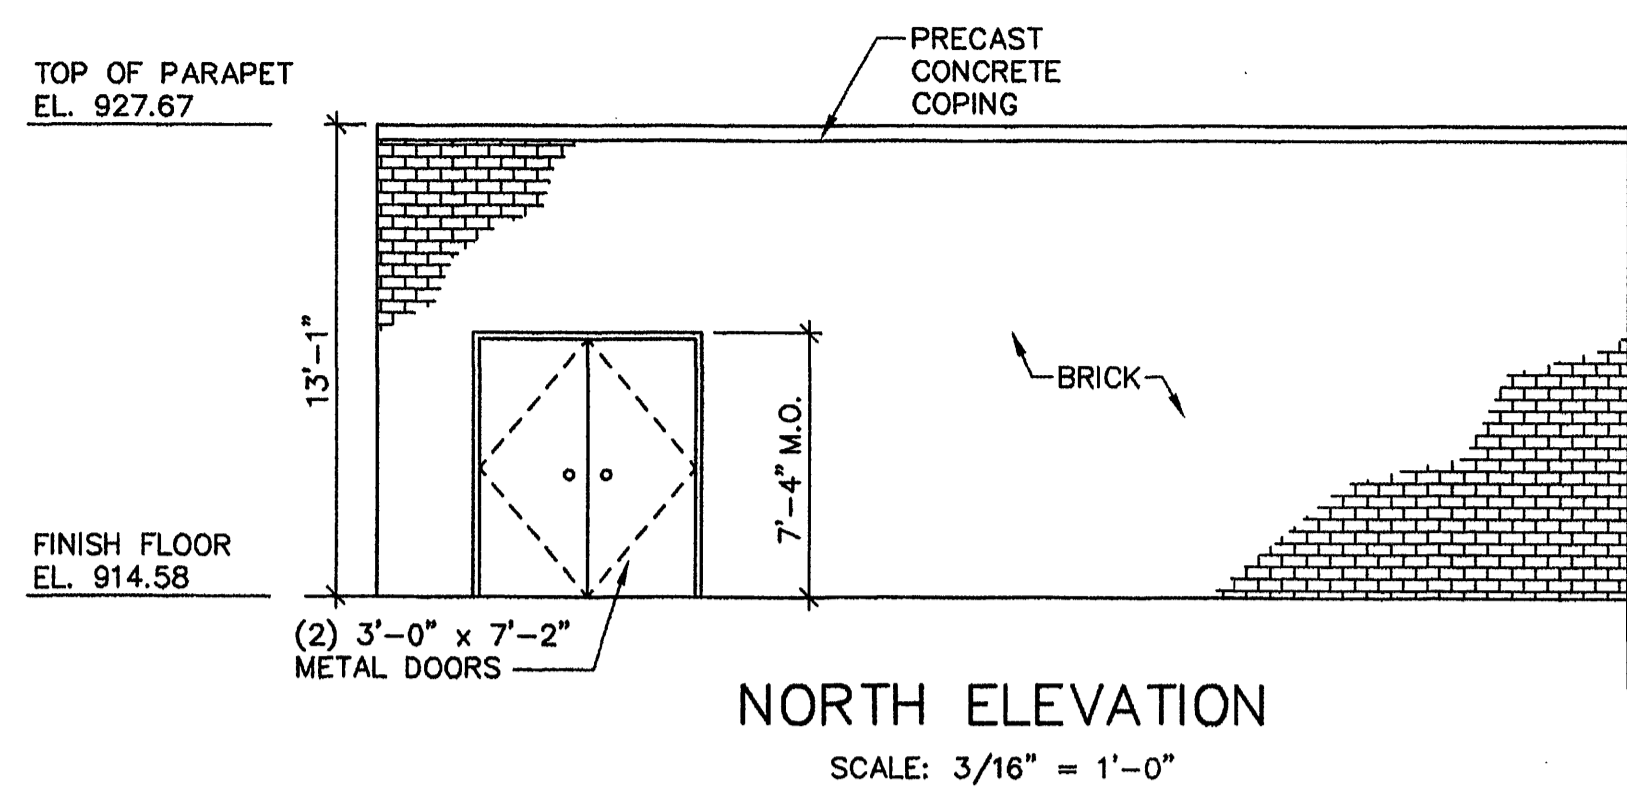 PRECAST
CONCRETE
COPING
TOP OF PARAPET
EL. 927.67
13'-1"
BRICK
7'-4" M.O.
FINISH FLOOR
EL. 914.58
(2) 3'-0" x 7'-2"
METAL DOORS
NORTH ELEVATION
SCALE: 3/16" = 1'-0"